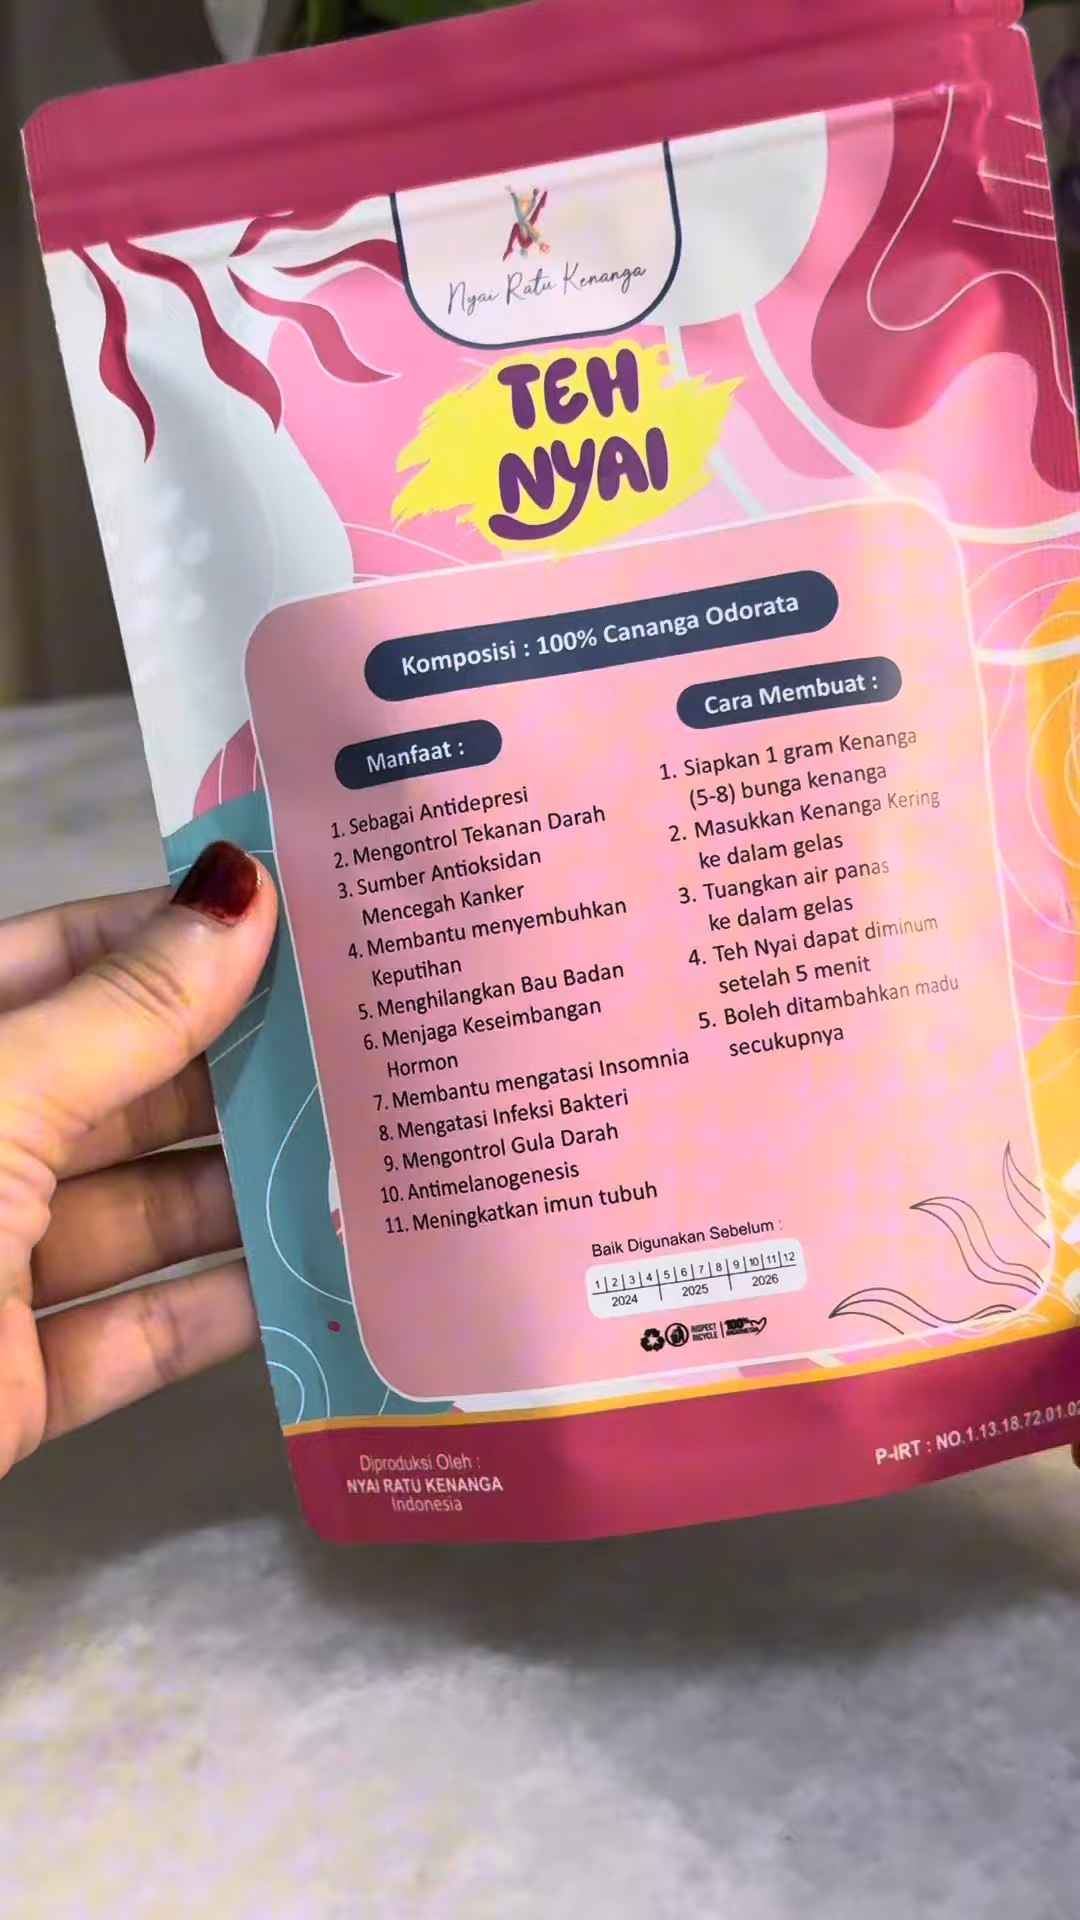 Nyai Ratu Kenanga
TEH
NYAI
Komposisi : 100% Cananga Odorata
Manfaat :
1. Sebagai Antidepresi
2. Mengontrol Tekanan Darah
3. Sumber Antioksidan
Mencegah Kanker
4. Membantu menyembuhkan
Keputihan
5. Menghilangkan Bau Badan
6. Menjaga Keseimbangan
Hormon
7. Membantu mengatasi Insomnia
8. Mengatasi Infeksi Bakteri
9. Mengontrol Gula Darah
10. Antimelanogenesis
11. Meningkatkan imun tubuh
Cara Membuat :
1. Siapkan 1 gram Kenanga
(5-8) bunga kenanga
2. Masukkan Kenanga Kering
ke dalam gelas
3. Tuangkan air panas
ke dalam gelas
4. Teh Nyai dapat diminum
setelah 5 menit
5. Boleh ditambahkan madu
secukupnya
Baik Digunakan Sebelum :
1 | 2 | 3 | 4 | 5 | 6 | 7 | 8 | 9 | 10 | 11 | 12
2024 | 2025 | 2026
100%
INDONESIA
Diproduksi Oleh :
NYAI RATU KENANGA
Indonesia
P-IRT : NO.1.13.18.72.01.02